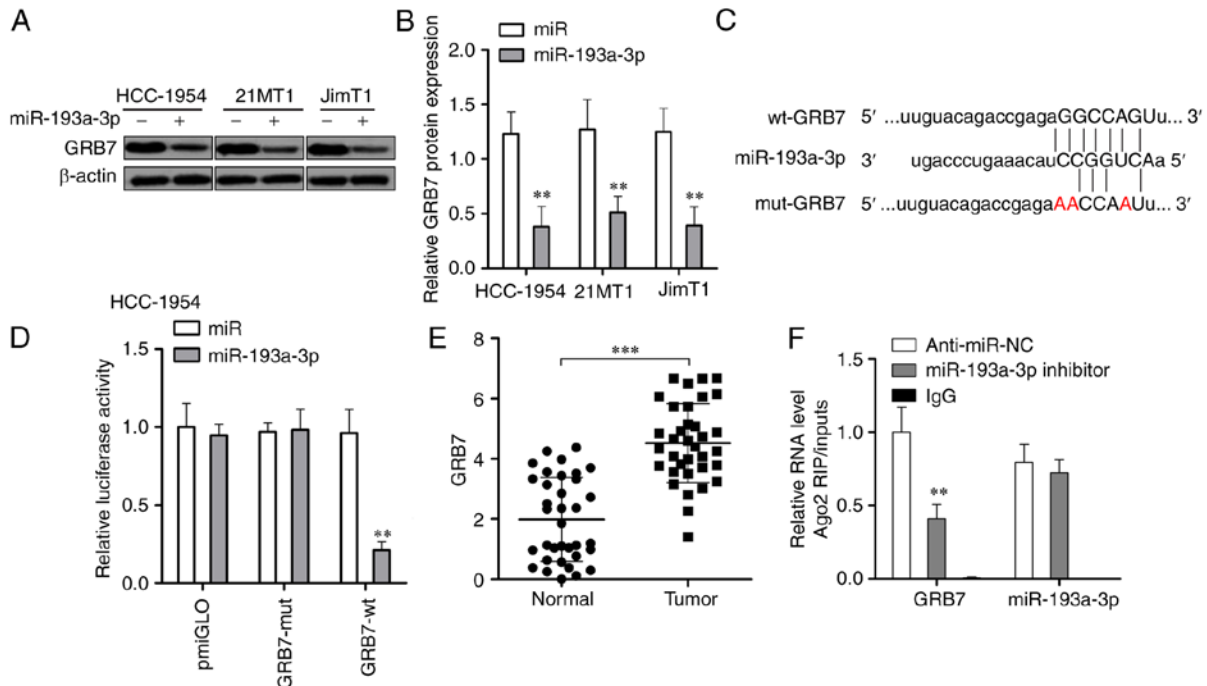 A
HCC-1954 21MT1 JimT1
miR-193a-3p − + − + − +
GRB7
β-actin
B
miR
miR-193a-3p
Relative GRB7 protein expression
2.0
1.5
1.0
0.5
0.0
** ** **
HCC-1954 21MT1 JimT1
C
wt-GRB7 5′ ...uuguacagaccgagaGGCCAGUu... 3′
miR-193a-3p 3′ ugacccugaaacauCCGGUCAa 5′
mut-GRB7 5′ ...uuguacagaccgagaAACCAAUu... 3′
D
HCC-1954
miR
miR-193a-3p
Relative luciferase activity
1.5
1.0
0.5
0.0
**
pmiGLO
GRB7-mut
GRB7-wt
E
GRB7
8
6
4
2
0
***
Normal Tumor
F
Anti-miR-NC
miR-193a-3p inhibitor
IgG
Relative RNA level
Ago2 RIP/inputs
1.5
1.0
0.5
0.0
**
GRB7 miR-193a-3p